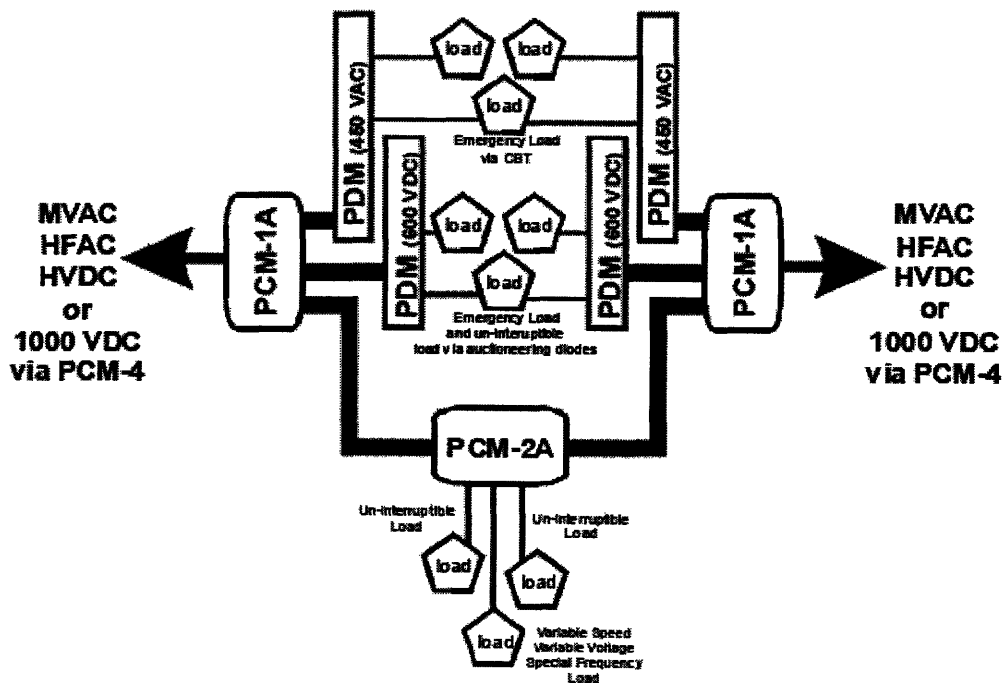 load
load
PDM (450 VAC)
PDM (450 VAC)
load
Emergency Load
via CBT
PDM (600 VDC)
PDM (600 VDC)
load
load
MVAC
HFAC
HVDC
or
1000 VDC
via PCM-4
PCM-1A
PCM-1A
MVAC
HFAC
HVDC
or
1000 VDC
via PCM-4
load
Emergency Load
and un-interuptible
load via auctioneering diodes
PCM-2A
Un-interruptible
Load
Un-interruptible
Load
load
load
load
Variable Speed
Variable Voltage
Special Frequency
Load